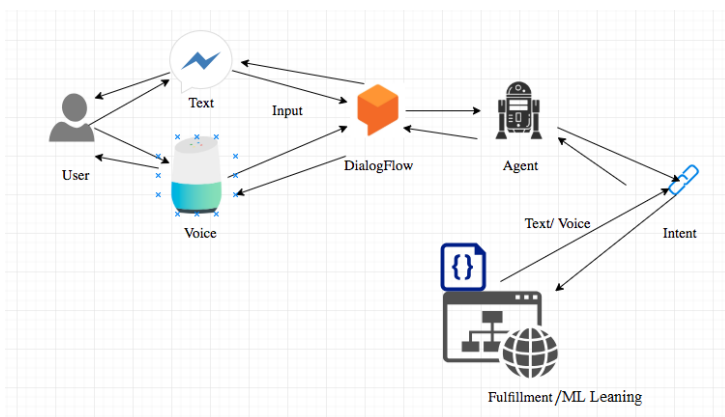 Text
Input
User
DialogFlow
Agent
Voice
Text/ Voice
Intent
{}
Fulfillment /ML Leaning